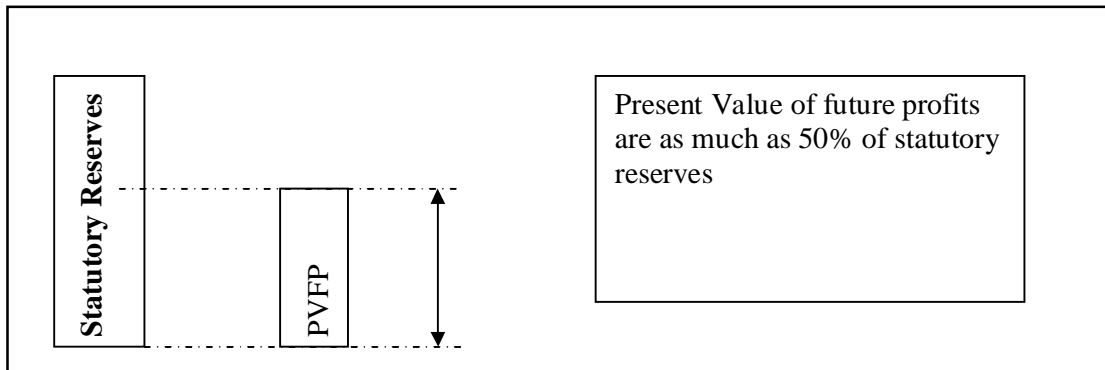 Statutory Reserves
PVFP
Present Value of future profits
are as much as 50% of statutory
reserves